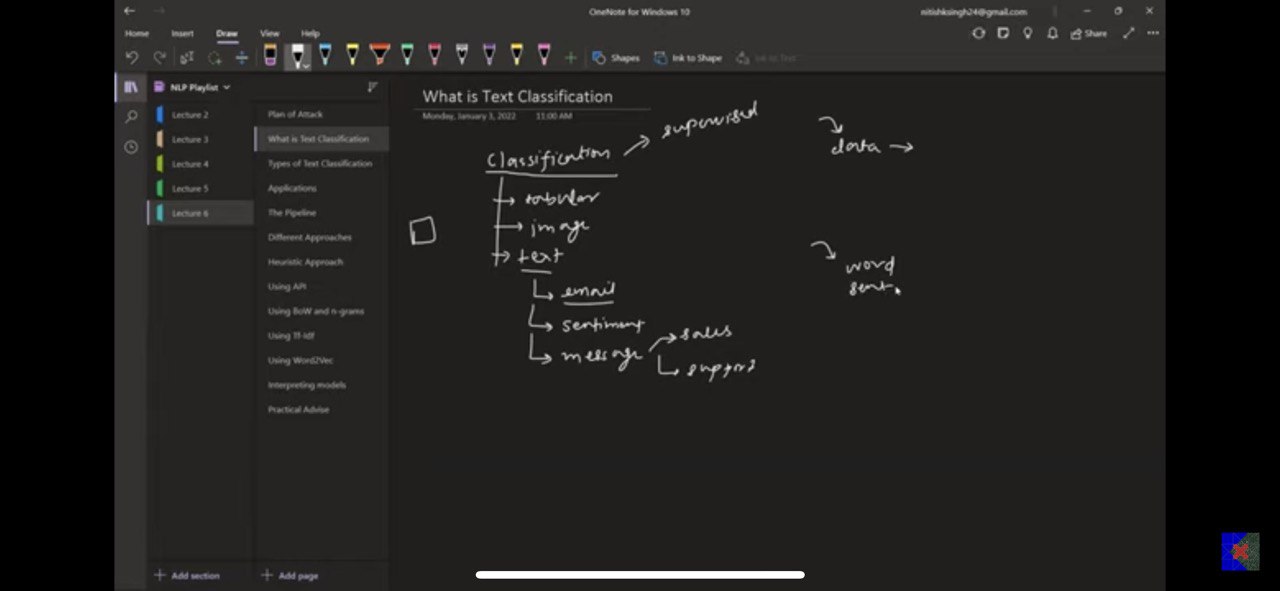 OneNote for Windows 10
nitishksingh24@gmail.com
Home Insert Draw View Help
Share
Shapes Ink to Shape Ink to Text
NLP Playlist
Lecture 2
Lecture 3
Lecture 4
Lecture 5
Lecture 6
Plan of Attack
What is Text Classification
Types of Text Classification
Applications
The Pipeline
Different Approaches
Heuristic Approach
Using API
Using BoW and n-grams
Using Tf-Idf
Using Word2Vec
Interpreting models
Practical Advise
Add section
Add page
What is Text Classification
Monday, January 3, 2022 11:00 AM
Classification
supervised
tabular
image
text
email
sentiment
message
sales
support
data
word
sent